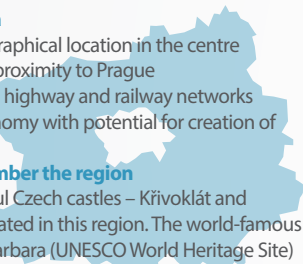 raphical location in the centre
proximity to Prague
highway and railway networks
nomy with potential for creation of
mber the region
ul Czech castles – Křivoklát and
ated in this region. The world-famous
arbara (UNESCO World Heritage Site)